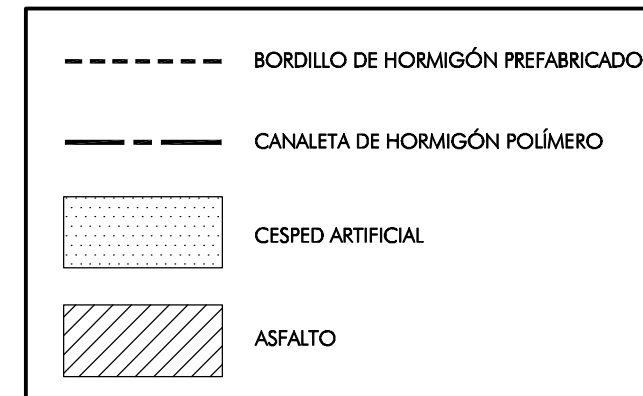 BORDILLO DE HORMIGÓN PREFABRICADO
CANALETA DE HORMIGÓN POLÍMERO
CESPED ARTIFICIAL
ASFALTO